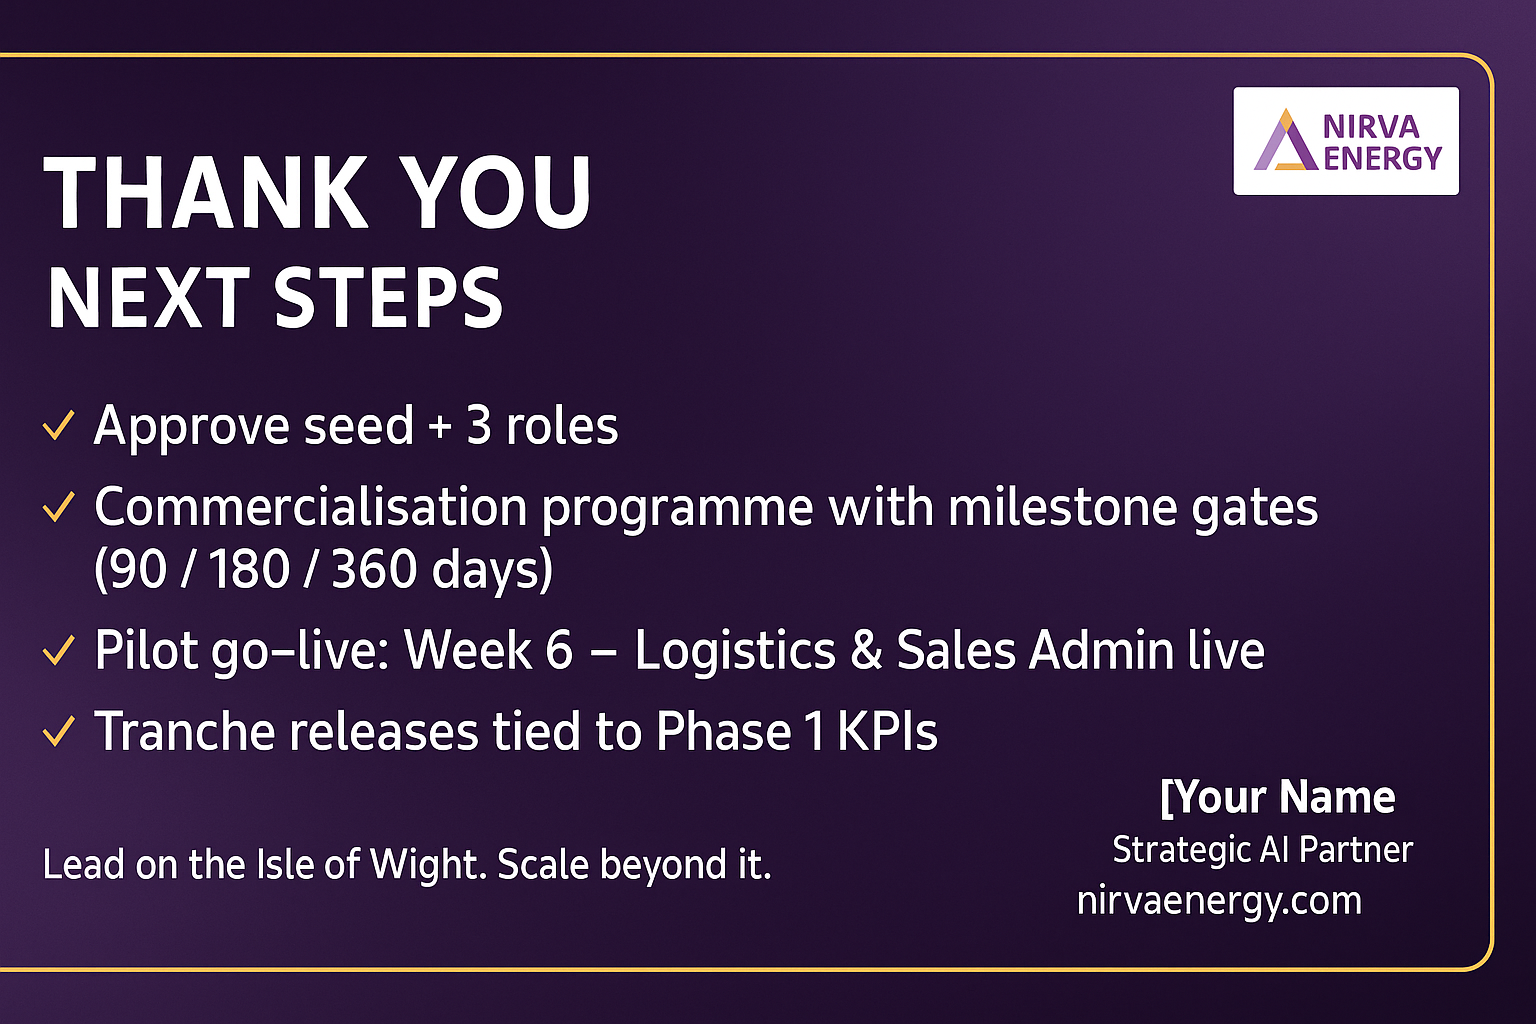 NIRVA
ENERGY
THANK YOU
NEXT STEPS
Approve seed + 3 roles
Commercialisation programme with milestone gates
(90 / 180 / 360 days)
Pilot go–live: Week 6 – Logistics & Sales Admin live
Tranche releases tied to Phase 1 KPIs
[Your Name
Strategic AI Partner
nirvaenergy.com
Lead on the Isle of Wight. Scale beyond it.